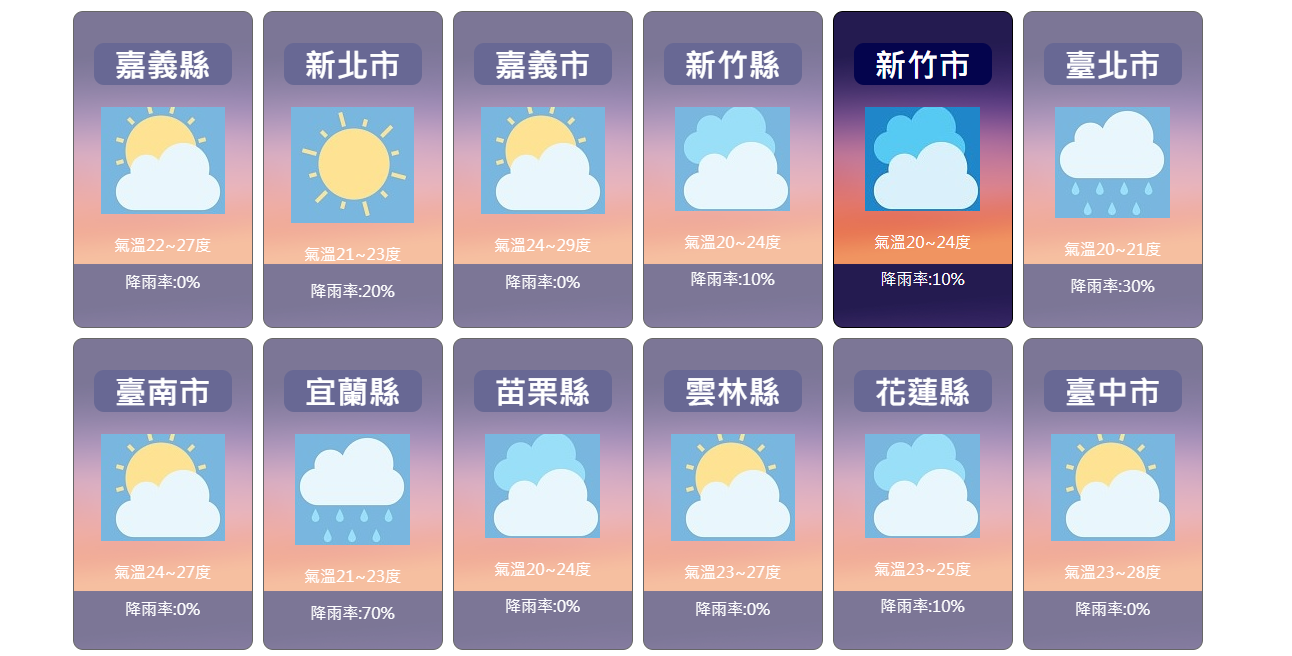 嘉義縣
氣溫22~27度
降雨率:0%
新北市
氣溫21~23度
降雨率:20%
嘉義市
氣溫24~29度
降雨率:0%
新竹縣
氣溫20~24度
降雨率:10%
新竹市
氣溫20~24度
降雨率:10%
臺北市
氣溫20~21度
降雨率:30%
臺南市
氣溫24~27度
降雨率:0%
宜蘭縣
氣溫21~23度
降雨率:70%
苗栗縣
氣溫20~24度
降雨率:0%
雲林縣
氣溫23~27度
降雨率:0%
花蓮縣
氣溫23~25度
降雨率:10%
臺中市
氣溫23~28度
降雨率:0%